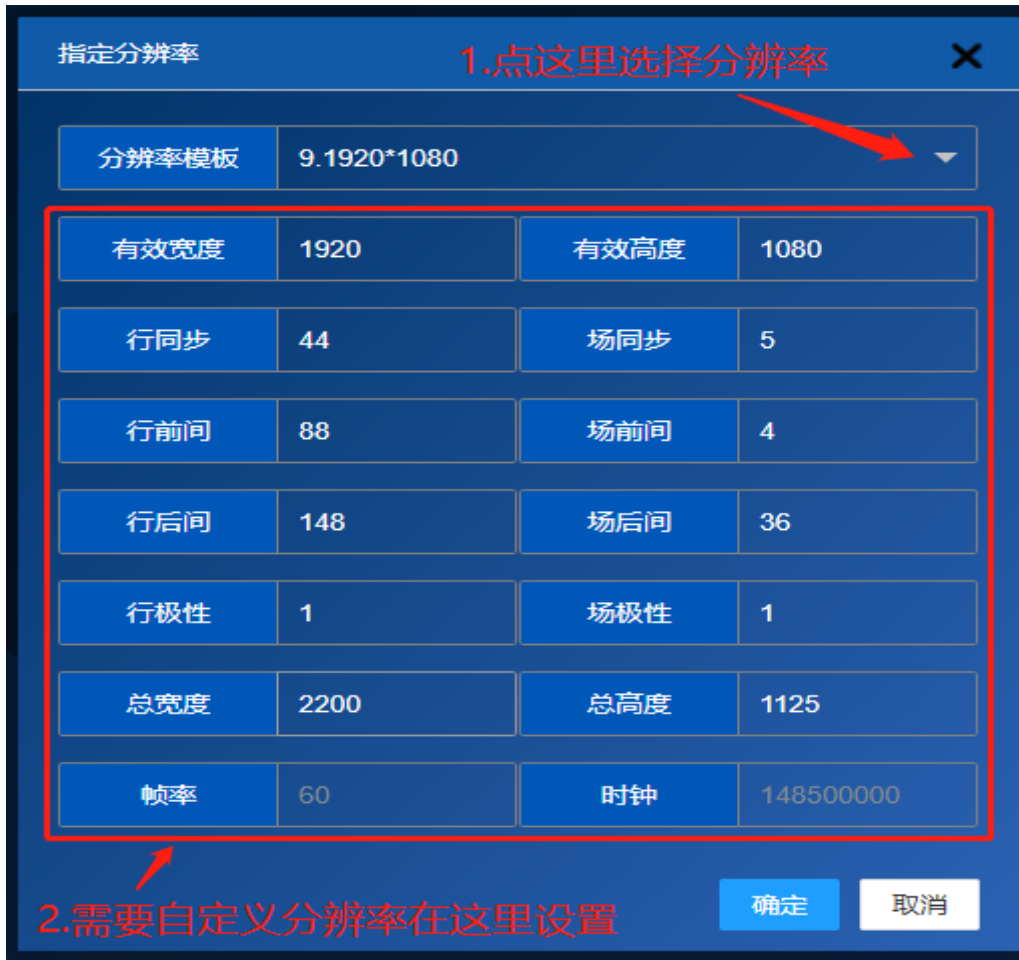 指定分辨率
1.点这里选择分辨率
分辨率模板 9.1920*1080
有效宽度 1920 有效高度 1080
行同步 44 场同步 5
行前间 88 场前间 4
行后间 148 场后间 36
行极性 1 场极性 1
总宽度 2200 总高度 1125
帧率 60 时钟 148500000
2.需要自定义分辨率在这里设置
确定 取消